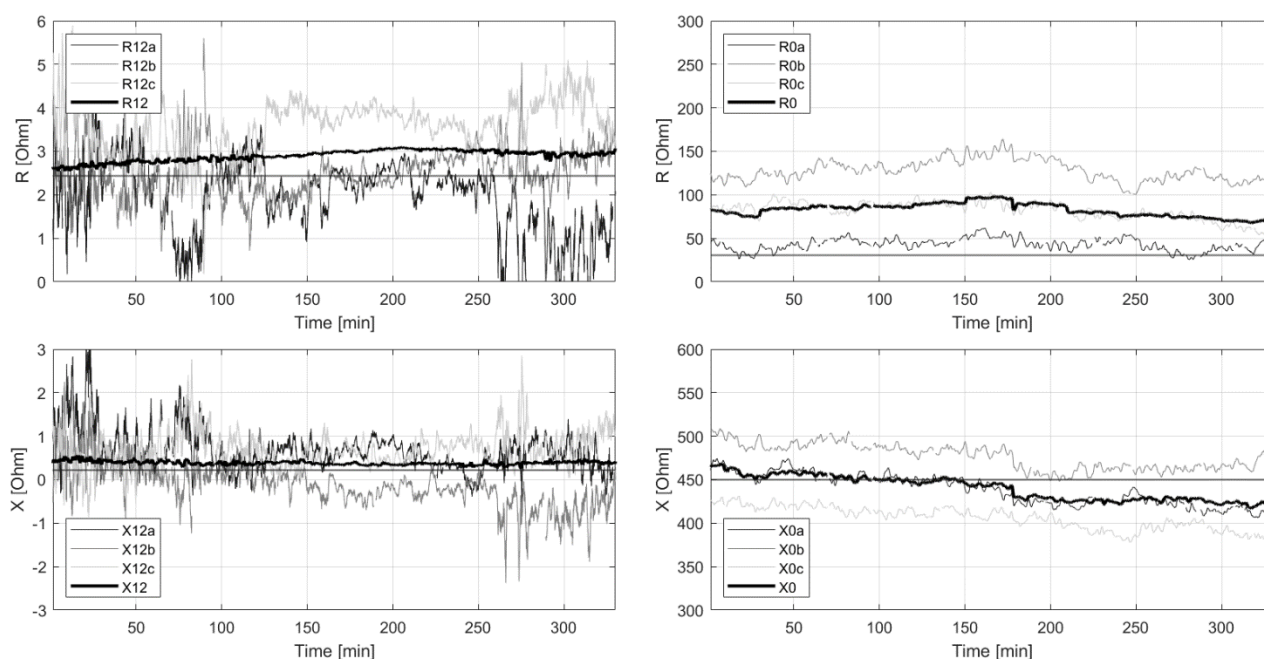 6
5
4
3
2
1
0
R [Ohm]
R12a
R12b
R12c
R12
50 100 150 200 250 300
Time [min]
300
250
200
150
100
50
0
R [Ohm]
R0a
R0b
R0c
R0
50 100 150 200 250 300
Time [min]
3
2
1
0
-1
-2
-3
X [Ohm]
X12a
X12b
X12c
X12
50 100 150 200 250 300
Time [min]
600
550
500
450
400
350
300
X [Ohm]
X0a
X0b
X0c
X0
50 100 150 200 250 300
Time [min]